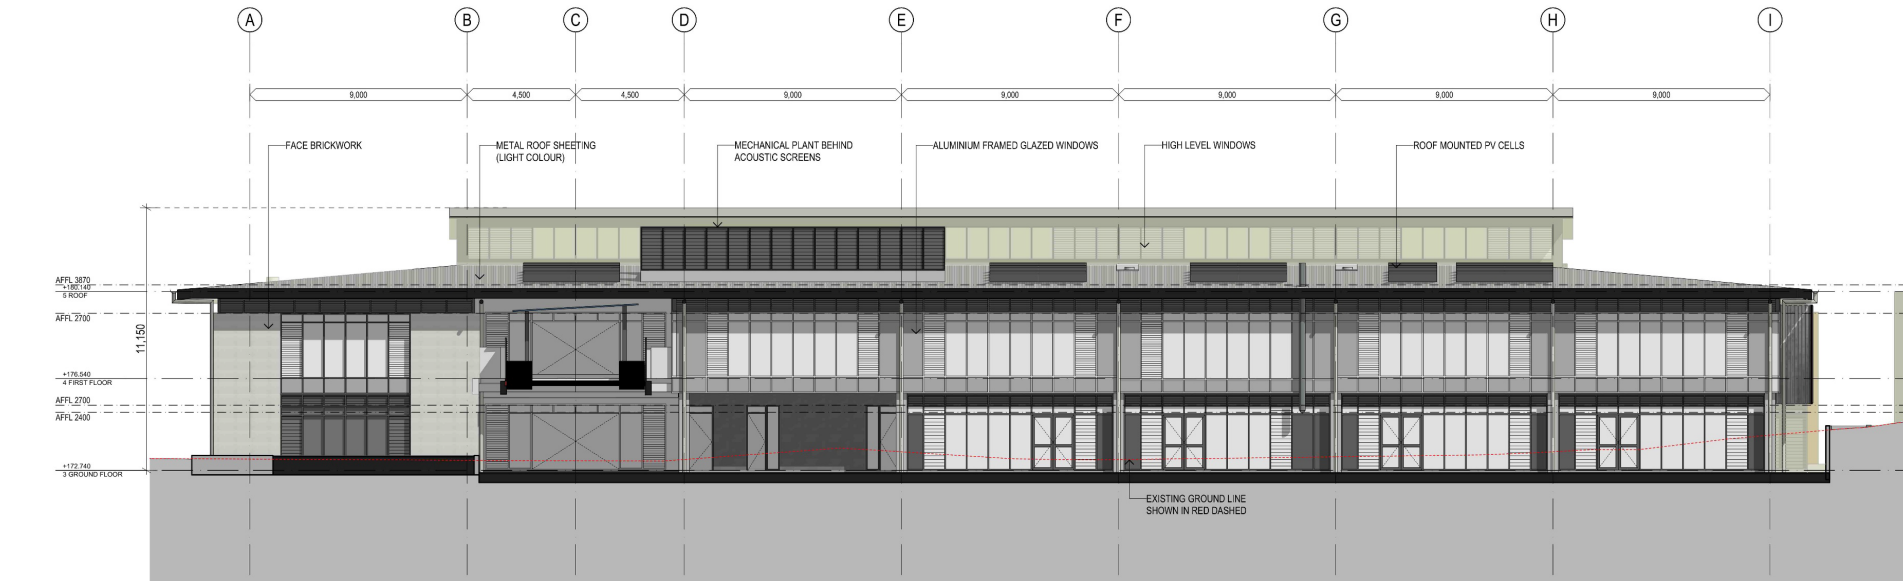 A B C D E F G H I
9,000 4,500 4,500 9,000 9,000 9,000 9,000 9,000
FACE BRICKWORK
METAL ROOF SHEETING
(LIGHT COLOUR)
MECHANICAL PLANT BEHIND
ACOUSTIC SCREENS
ALUMINIUM FRAMED GLAZED WINDOWS
HIGH LEVEL WINDOWS
ROOF MOUNTED PV CELLS
AFFL 3870
+180.140
5 ROOF
AFFL 2700
11,150
+176.540
4 FIRST FLOOR
AFFL 2700
AFFL 2400
+172.740
3 GROUND FLOOR
EXISTING GROUND LINE
SHOWN IN RED DASHED